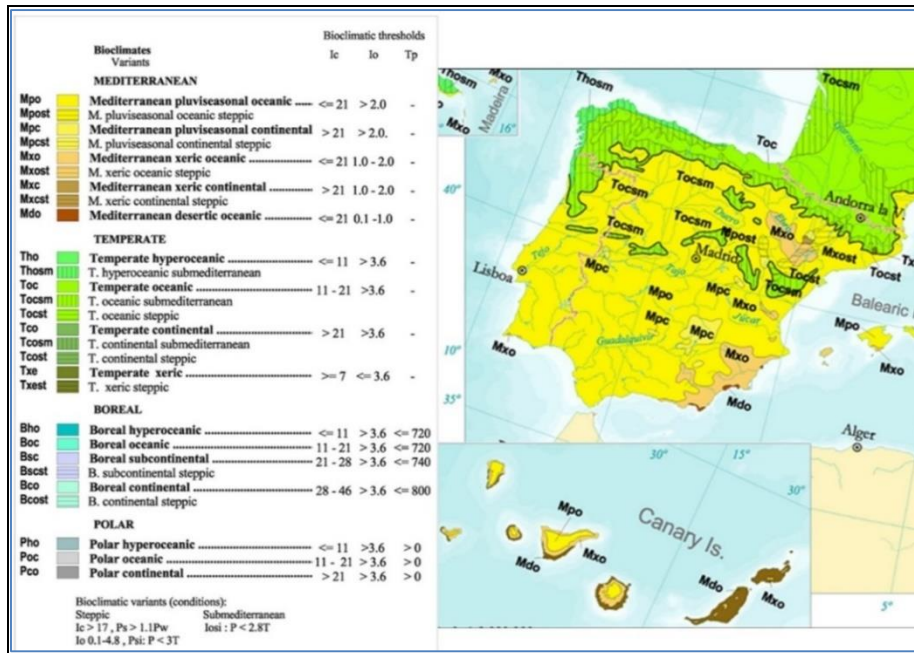 Bioclimatic thresholds
Bioclimates Ic Io Tp
Variants
MEDITERRANEAN
Mpo Mediterranean pluviseasonal oceanic ..... <= 21 > 2.0 -
Mpost M. pluviseasonal oceanic steppic
Mpc Mediterranean pluviseasonal continental > 21 > 2.0. -
Mpcst M. pluviseasonal continental steppic
Mxo Mediterranean xeric oceanic .................. <= 21 1.0 - 2.0 -
Mxost M. xeric oceanic steppic
Mxc Mediterranean xeric continental ............ > 21 1.0 - 2.0 -
Mxcst M. xeric continental steppic
Mdo Mediterranean desertic oceanic ............. <= 21 0.1 -1.0 -
TEMPERATE
Tho Temperate hyperoceanic ........................ <= 11 > 3.6 -
Thosm T. hyperoceanic submediterranean
Toc Temperate oceanic .................................. 11 - 21 >3.6 -
Tocsm T. oceanic submediterranean
Tocst T. oceanic steppic
Tco Temperate continental ............................ > 21 >3.6 -
Tcosm T. continental submediterranean
Tcost T. continental steppic
Txe Temperate xeric ....................................... >= 7 <= 3.6 -
Txest T. xeric steppic
BOREAL
Bho Boreal hyperoceanic ................................ <= 11 > 3.6 <= 720
Boc Boreal oceanic .......................................... 11 - 21 > 3.6 <= 720
Bsc Boreal subcontinental .............................. 21 - 28 > 3.6 <= 740
Bscst B. subcontinental steppic
Bco Boreal continental ................................... 28 - 46 > 3.6 <= 800
Bcost B. continental steppic
POLAR
Pho Polar hyperoceanic .................................. <= 11 >3.6 > 0
Poc Polar oceanic ............................................ 11 - 21 > 3.6 > 0
Pco Polar continental ...................................... > 21 > 3.6 > 0
Bioclimatic variants (conditions):
Steppic Submediterranean
Ic > 17 , Ps > 1.1Pw Iosi : P < 2.8T
Io 0.1-4.8 , Psi: P < 3T
Thosm
Mxo
Madeira
Mxo
16°
Tocsm
Toc
40°
Tocsm
Andorra la
Tocsm
Duero
Tocsm
Mpost
Mxo
Mxost
Tocst
Lisboa
Tajo
Mpc
Tajo
Madrid
Tocst
Tocsm
Mpc
Mxo
Balearic
Mpo
Júcar
Mpo
Mpc
Mpc
Guadalquivir
Mxo
Mxo
10°
Mxo
35°
Mdo
Alger
30°
15°
30°
Mpo
Canary Is.
Mxo
Mdo
Mdo
Mxo
5°